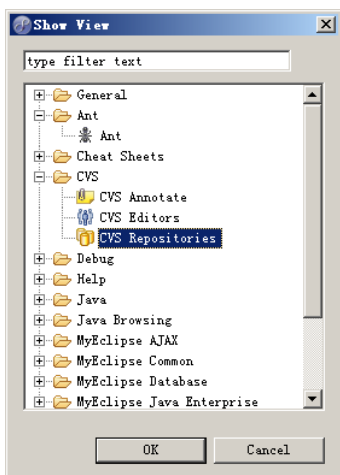 Show View
type filter text
General
Ant
Ant
Cheat Sheets
CVS
CVS Annotate
CVS Editors
CVS Repositories
Debug
Help
Java
Java Browsing
MyEclipse AJAX
MyEclipse Common
MyEclipse Database
MyEclipse Java Enterprise
OK Cancel